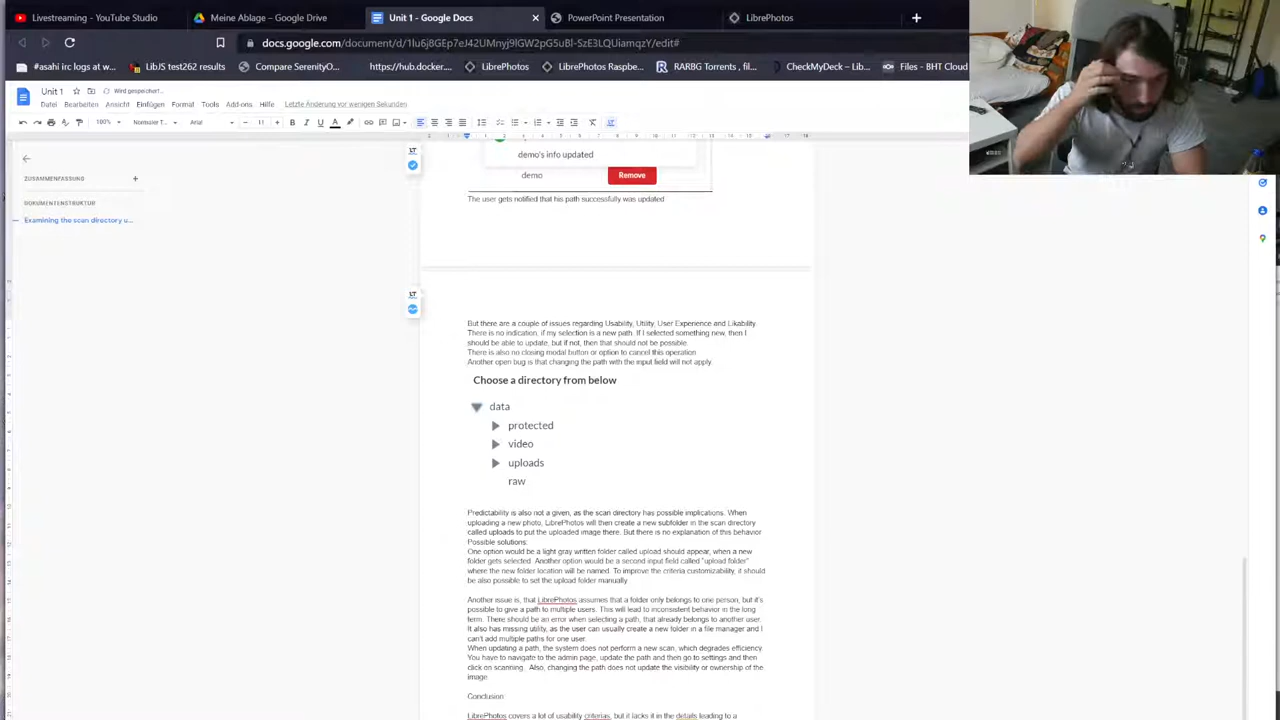 Livestreaming - YouTube Studio
Meine Ablage – Google Drive
Unit 1 - Google Docs
PowerPoint Presentation
LibrePhotos
docs.google.com/document/d/1lu6j8GEp7eJ42UMnyj9lGW2pG5uBl-SzE3LQUiamqzY/edit#
#asahi irc logs at w...
LibJS test262 results
Compare SerenityO...
https://hub.docker...
LibrePhotos
LibrePhotos Raspbe...
RARBG Torrents , fil...
CheckMyDeck – Lib...
Files - BHT Cloud
Unit 1
Wird gespeichert...
Datei Bearbeiten Ansicht Einfügen Format Tools Add-ons Hilfe
Letzte Änderung vor wenigen Sekunden
100%
Normaler T...
Arial
11
ZUSAMMENFASSUNG
DOKUMENTENSTRUKTUR
Examining the scan directory u...
demo's info updated
demo
Remove
The user gets notified that his path successfully was updated
But there are a couple of issues regarding Usability, Utility, User Experience and Likability.
There is no indication, if my selection is a new path. If I selected something new, then I
should be able to update, but if not, then that should not be possible.
There is also no closing modal button or option to cancel this operation
Another open bug is that changing the path with the input field will not apply.
Choose a directory from below
data
protected
video
uploads
raw
Predictability is also not a given, as the scan directory has possible implications. When
uploading a new photo, LibrePhotos will then create a new subfolder in the scan directory
called uploads to put the uploaded image there. But there is no explanation of this behavior
Possible solutions:
One option would be a light gray written folder called upload should appear, when a new
folder gets selected. Another option would be a second input field called "upload folder"
where the new folder location will be named. To improve the criteria customizability, it should
be also possible to set the upload folder manually
Another issue is, that LibrePhotos assumes that a folder only belongs to one person, but it's
possible to give a path to multiple users. This will lead to inconsistent behavior in the long
term. There should be an error when selecting a path, that already belongs to another user.
It also has missing utility, as the user can usually create a new folder in a file manager and I
can't add multiple paths for one user.
When updating a path, the system does not perform a new scan, which degrades efficiency
You have to navigate to the admin page, update the path and then go to settings and then
click on scanning. Also, changing the path does not update the visibility or ownership of the
image
Conclusion
LibrePhotos covers a lot of usability criterias, but it lacks it in the details leading to a